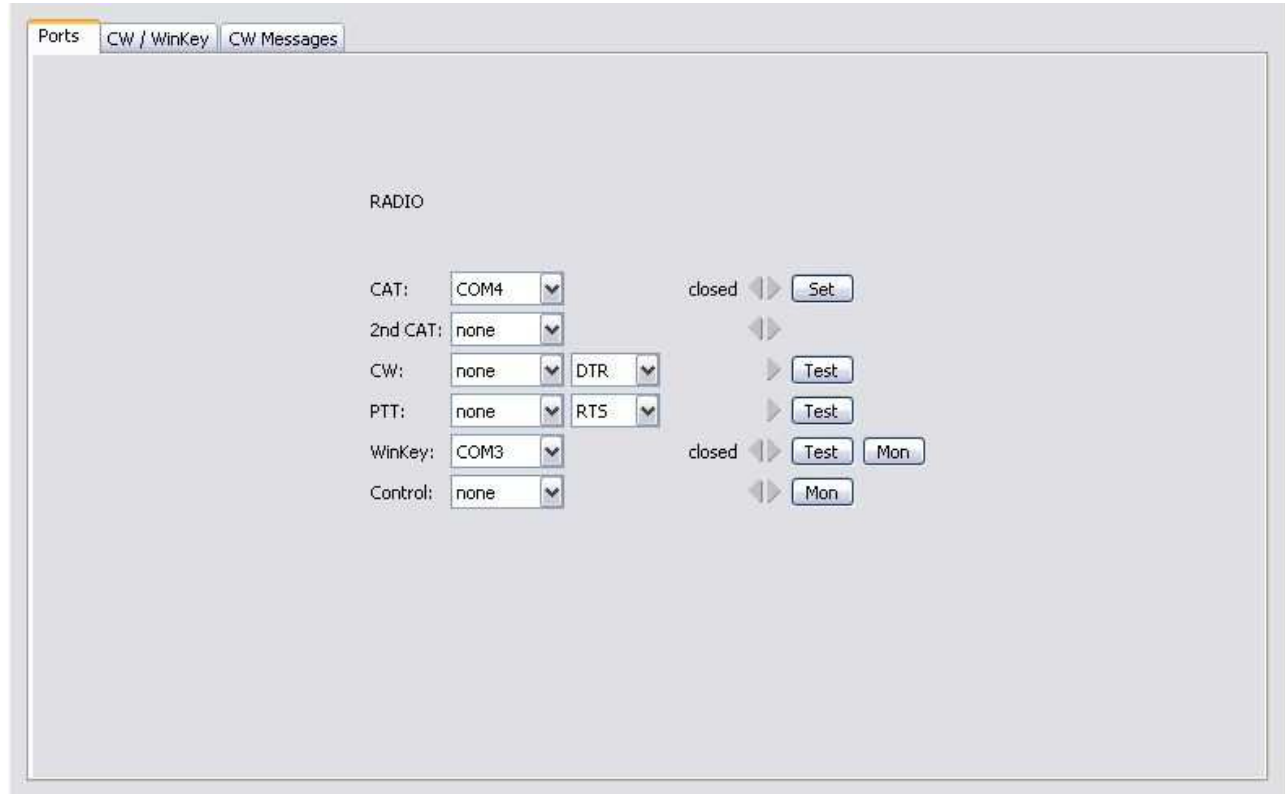 Ports CW / WinKey CW Messages
RADIO
CAT: COM4 closed Set
2nd CAT: none
CW: none DTR Test
PTT: none RTS Test
WinKey: COM3 closed Test Mon
Control: none Mon